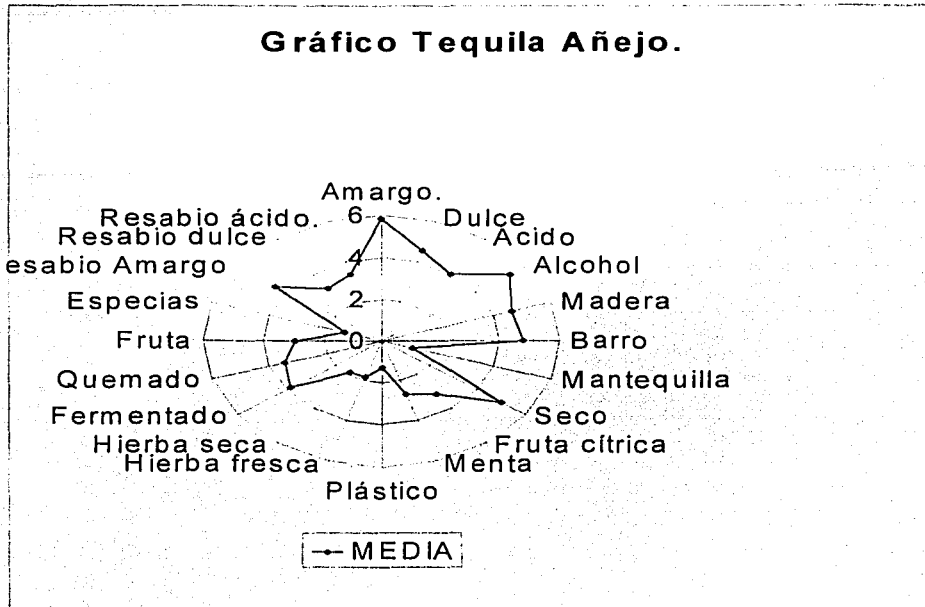 Gráfico Tequila Añejo.
Amargo.
Resabio ácido.
6
Dulce
Resabio dulce
Acido
4
esabio Amargo
Alcohol
Especias
2
Madera
Fruta
0
Barro
Quemado
Mantequilla
Fermentado
Seco
Hierba seca
Fruta cítrica
Hierba fresca
Menta
Plástico
MEDIA